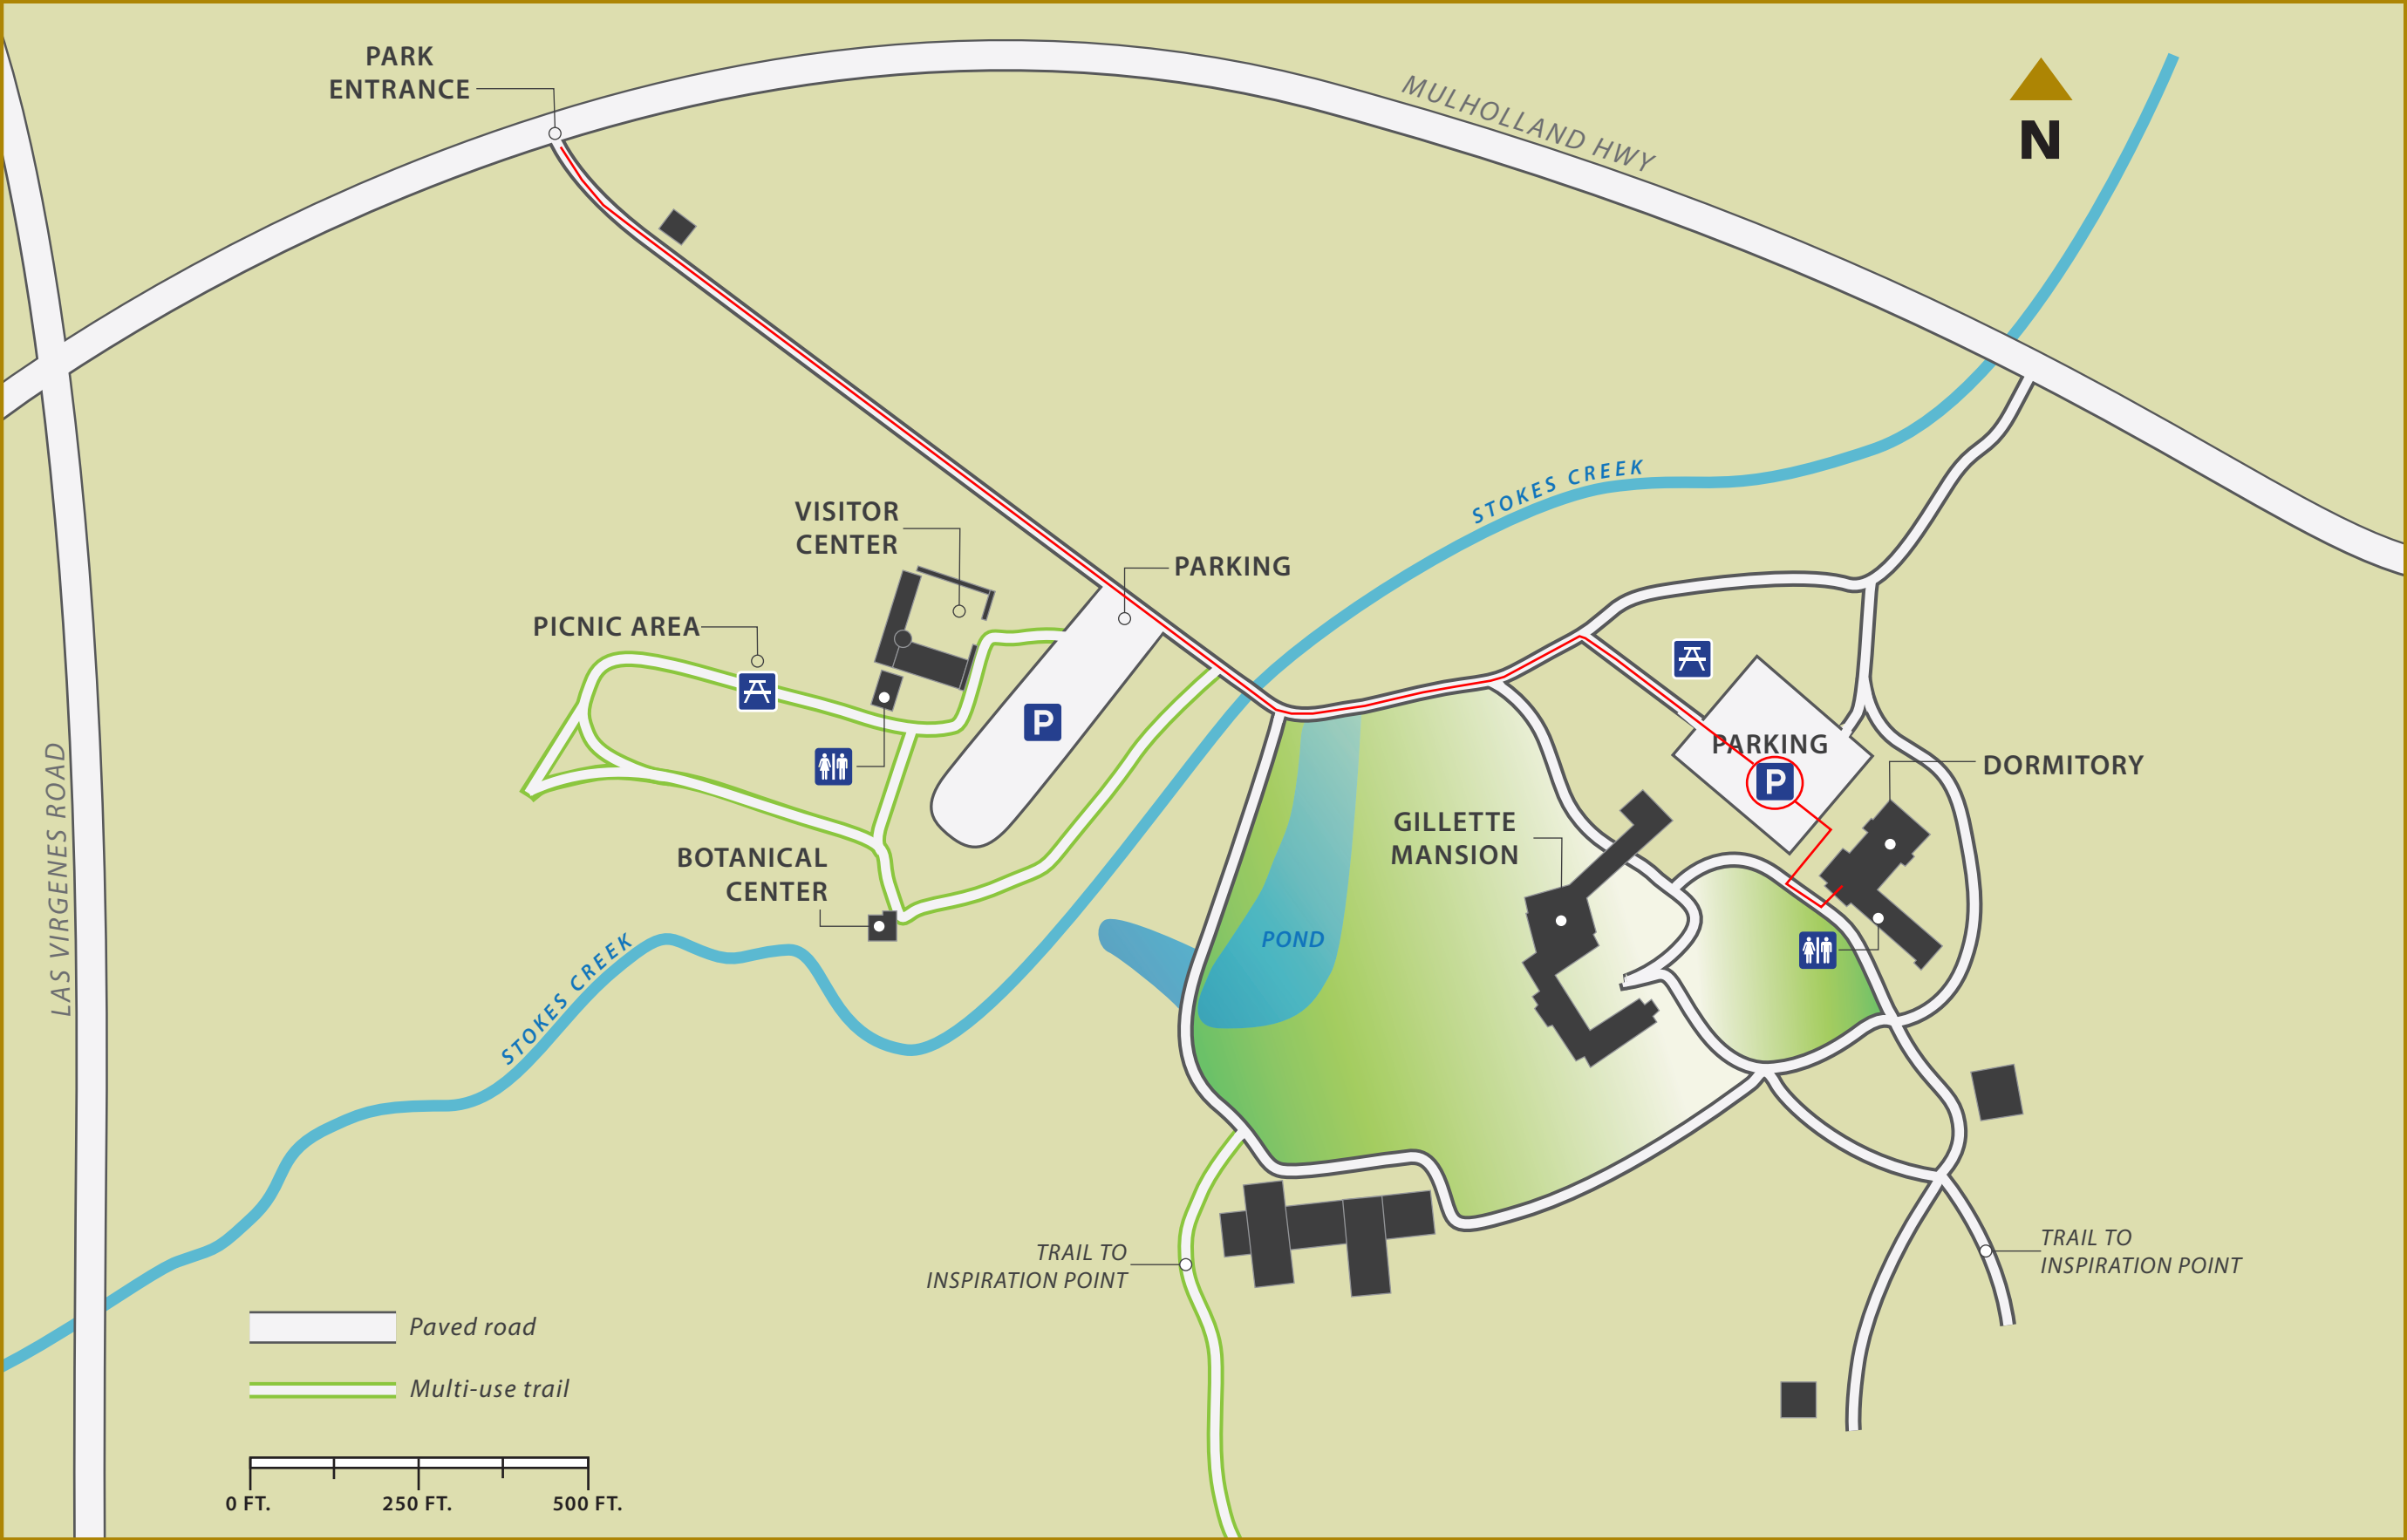 PARK
ENTRANCE
MULHOLLAND HWY
N
STOKES CREEK
VISITOR
CENTER
PARKING
PICNIC AREA
P
PARKING
P
DORMITORY
GILLETTE
MANSION
BOTANICAL
CENTER
POND
LAS VIRGENES ROAD
STOKES CREEK
TRAIL TO
INSPIRATION POINT
TRAIL TO
INSPIRATION POINT
Paved road
Multi-use trail
0 FT.
250 FT.
500 FT.